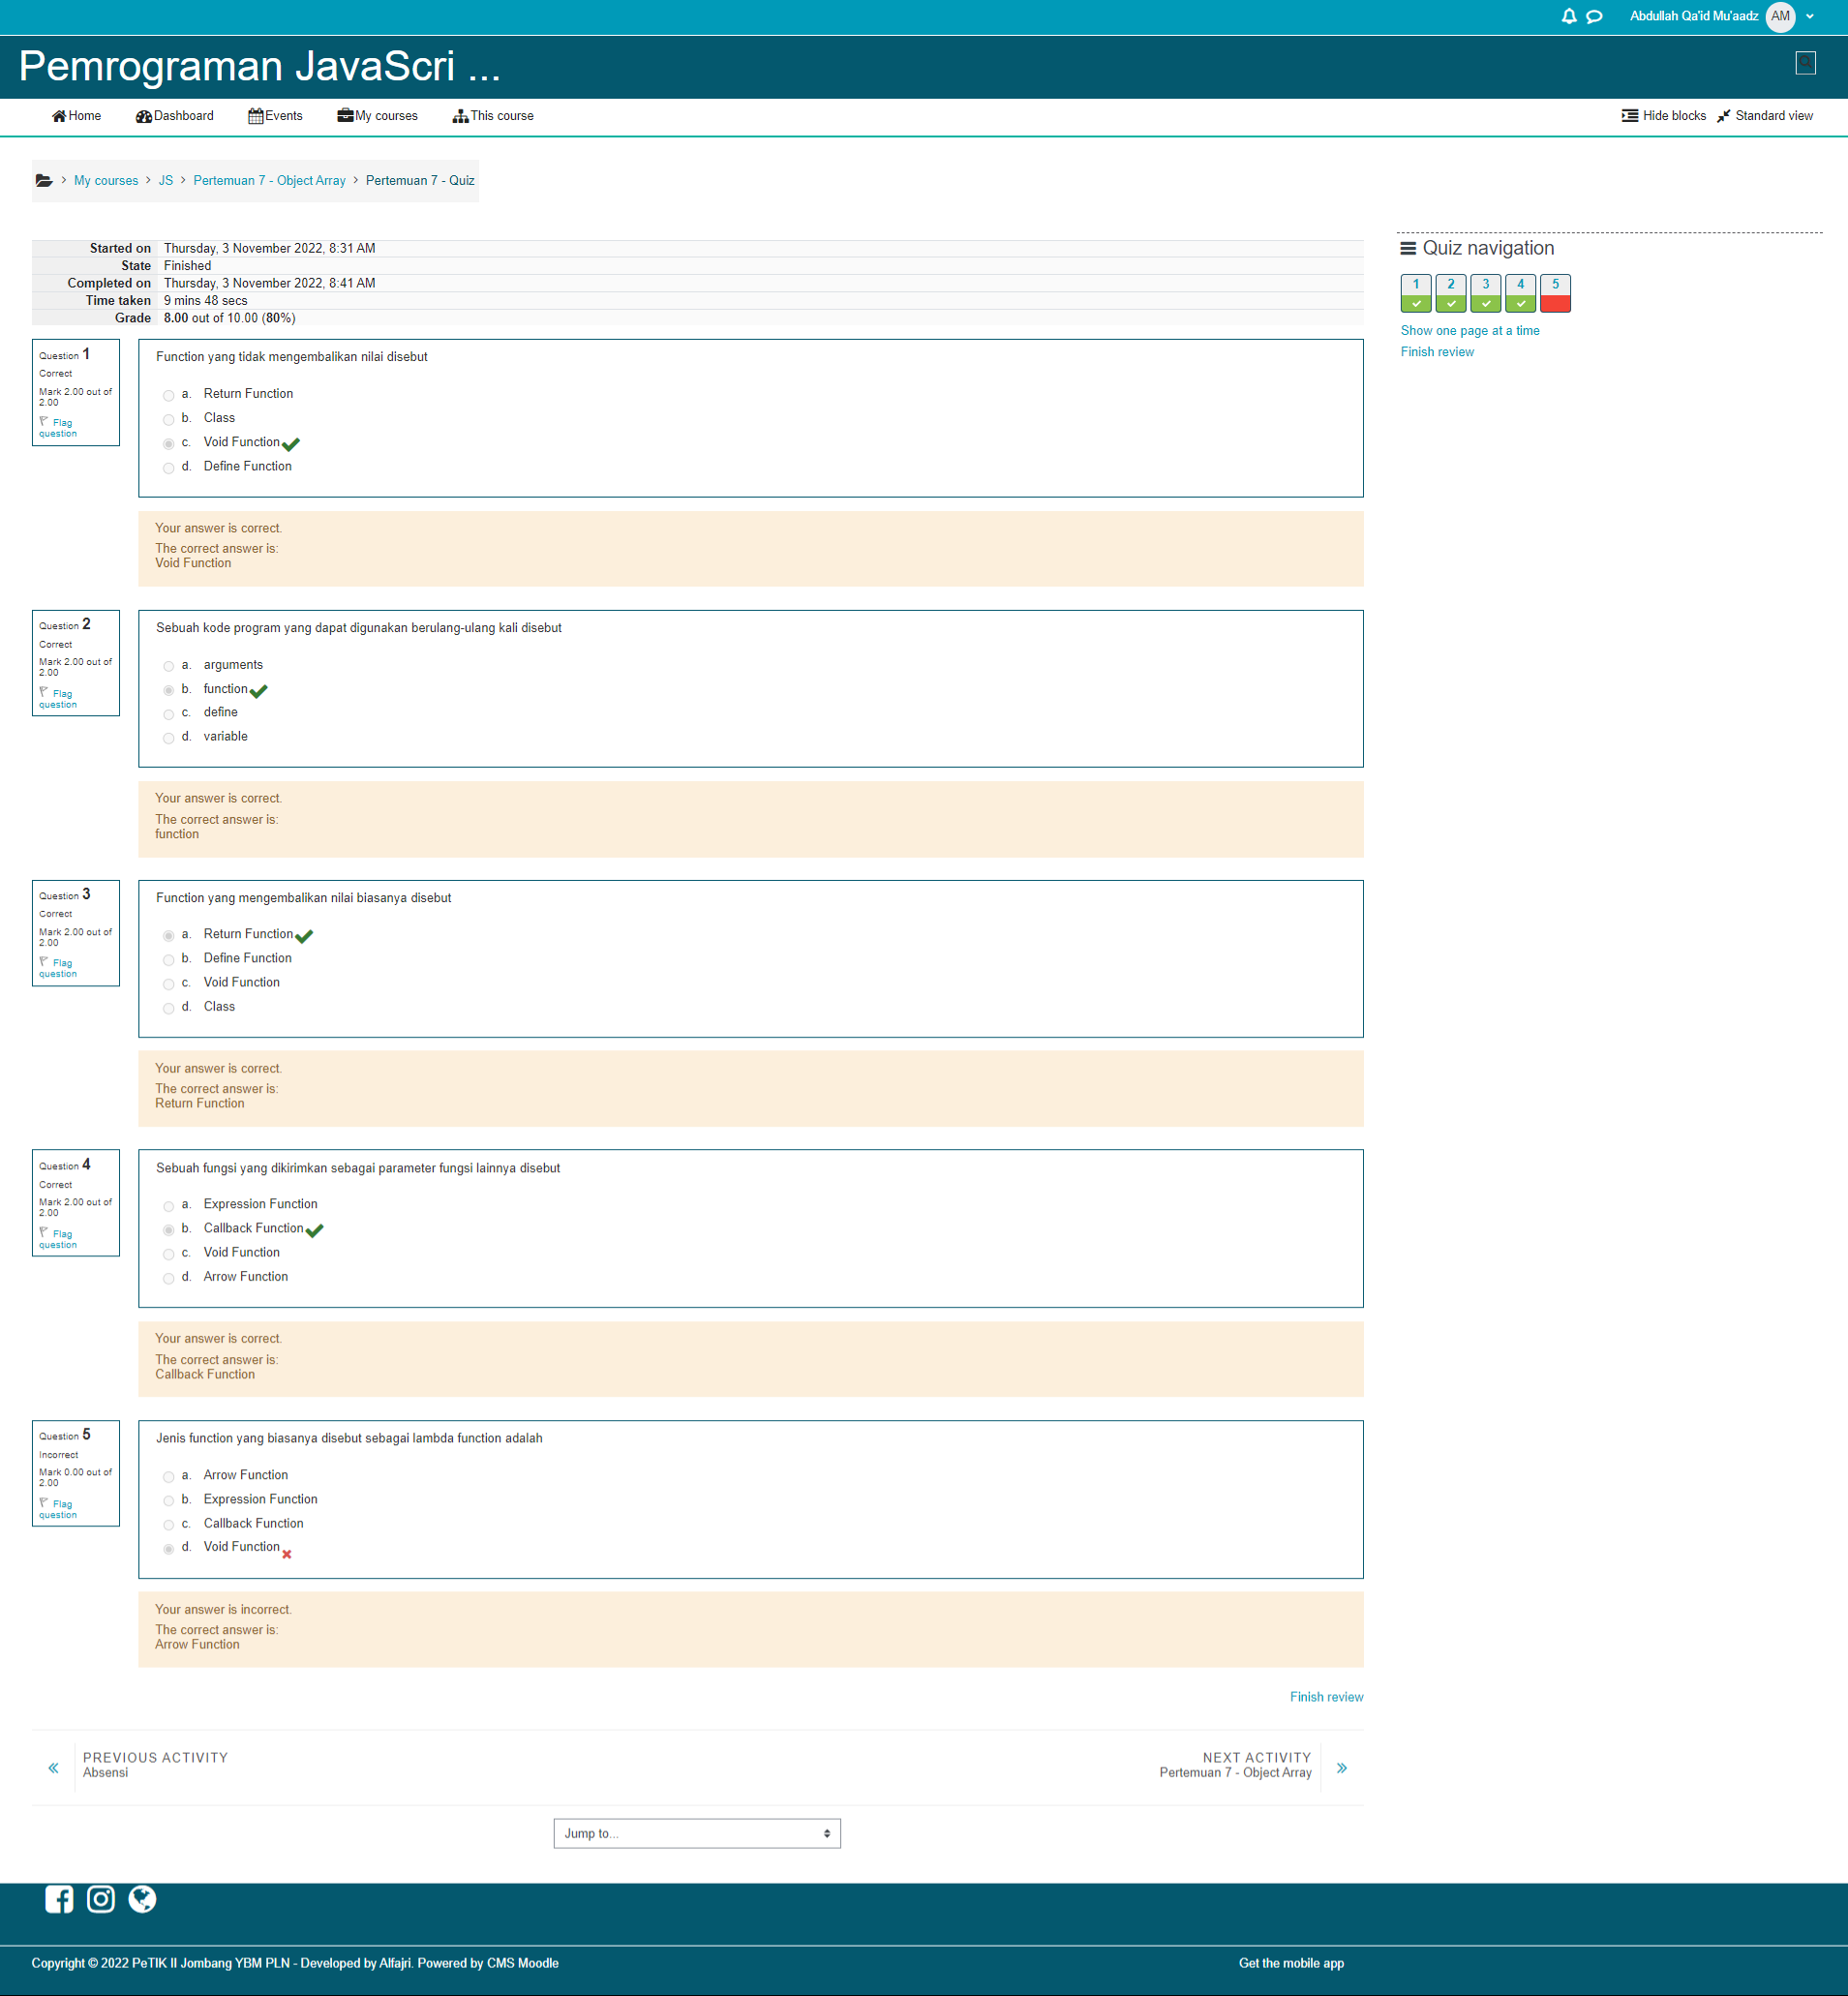 Abdullah Qa'id Mu'aadz AM
Pemrograman JavaScri ...
Home Dashboard Events My courses This course Hide blocks Standard view
My courses > JS > Pertemuan 7 - Object Array > Pertemuan 7 - Quiz
Started on Thursday, 3 November 2022, 8:31 AM
State Finished
Completed on Thursday, 3 November 2022, 8:41 AM
Time taken 9 mins 48 secs
Grade 8.00 out of 10.00 (80%)
Quiz navigation
1 2 3 4 5
Show one page at a time
Finish review
Question 1
Correct
Mark 2.00 out of
2.00
Flag
question
Function yang tidak mengembalikan nilai disebut
a. Return Function
b. Class
c. Void Function
d. Define Function
Your answer is correct.
The correct answer is:
Void Function
Question 2
Correct
Mark 2.00 out of
2.00
Flag
question
Sebuah kode program yang dapat digunakan berulang-ulang kali disebut
a. arguments
b. function
c. define
d. variable
Your answer is correct.
The correct answer is:
function
Question 3
Correct
Mark 2.00 out of
2.00
Flag
question
Function yang mengembalikan nilai biasanya disebut
a. Return Function
b. Define Function
c. Void Function
d. Class
Your answer is correct.
The correct answer is:
Return Function
Question 4
Correct
Mark 2.00 out of
2.00
Flag
question
Sebuah fungsi yang dikirimkan sebagai parameter fungsi lainnya disebut
a. Expression Function
b. Callback Function
c. Void Function
d. Arrow Function
Your answer is correct.
The correct answer is:
Callback Function
Question 5
Incorrect
Mark 0.00 out of
2.00
Flag
question
Jenis function yang biasanya disebut sebagai lambda function adalah
a. Arrow Function
b. Expression Function
c. Callback Function
d. Void Function
Your answer is incorrect.
The correct answer is:
Arrow Function
Finish review
PREVIOUS ACTIVITY
Absensi
NEXT ACTIVITY
Pertemuan 7 - Object Array
Jump to...
Copyright © 2022 PeTIK II Jombang YBM PLN - Developed by Alfajri. Powered by CMS Moodle
Get the mobile app